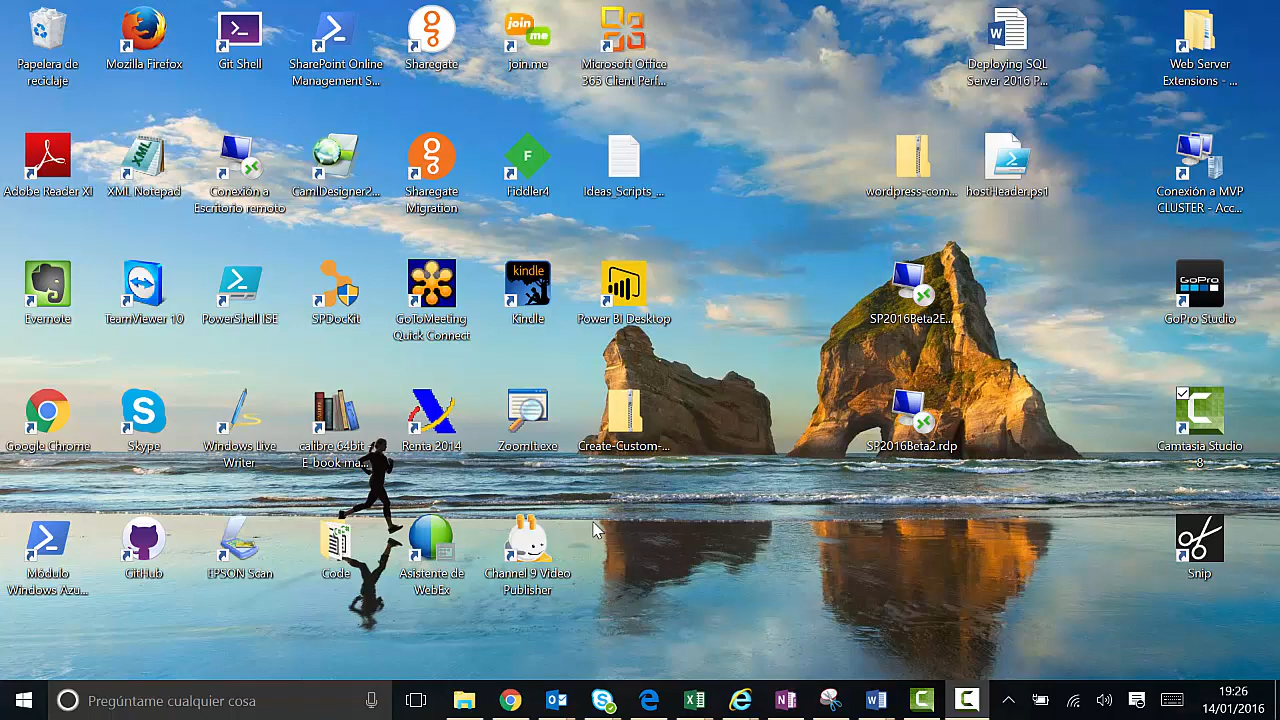 Papelera de
reciclaje
Mozilla Firefox
Git Shell
SharePoint Online
Management S...
Sharegate
join
me
join.me
Microsoft Office
365 Client Perf...
W
Deploying SQL
Server 2016 P...
Web Server
Extensions - ...
Adobe Reader XI
XML
XML Notepad
Conexión a
Escritorio remoto
CamlDesigner2...
Sharegate
Migration
F
Fiddler4
Ideas_Scripts_...
wordpress-com...
hostHeader.ps1
Conexión a MVP
CLUSTER - Acc...
Evernote
TeamViewer 10
PowerShell ISE
SPDocKit
GoToMeeting
Quick Connect
kindle
Kindle
Power BI Desktop
SP2016Beta2E...
GoPro
GoPro Studio
Google Chrome
S
Skype
Windows Live
Writer
calibre 64bit -
E-book ma...
Renta 2014
ZoomIt.exe
Create-Custom-...
SP2016Beta2.rdp
C
Camtasia Studio
8
Módulo
Windows Azu...
GitHub
EPSON Scan
Code
Asistente de
WebEx
Channel 9 Video
Publisher
Snip
Pregúntame cualquier cosa
19:26
14/01/2016